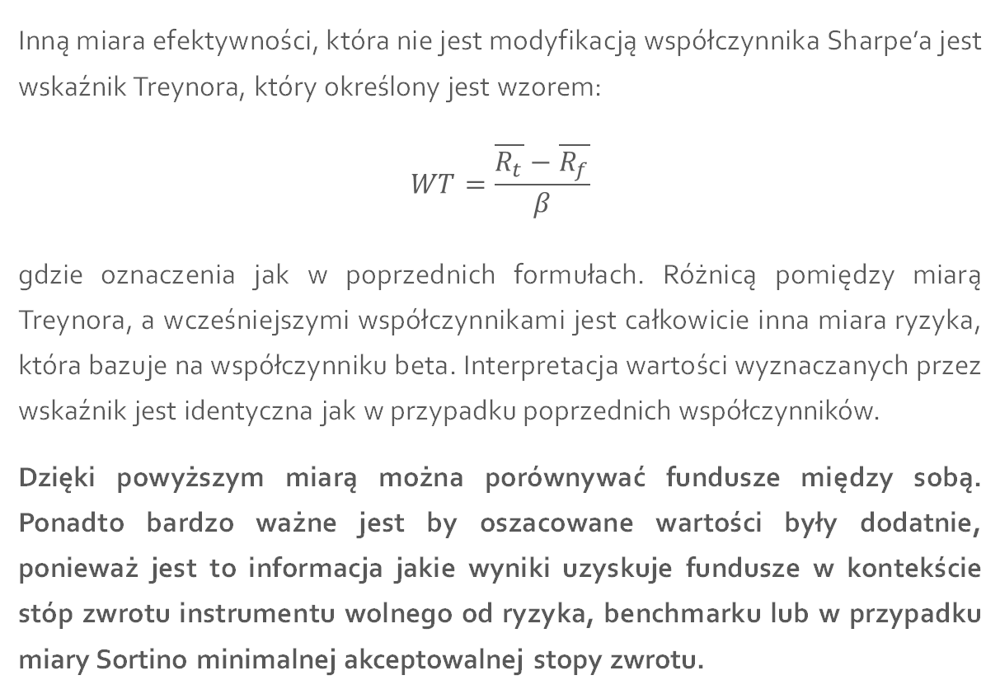 Inną miara efektywności, która nie jest modyfikacją współczynnika Sharpe’a jest
wskaźnik Treynora, który określony jest wzorem:
$$WT = \frac{\overline{R_t} - \overline{R_f}}{\beta}$$
gdzie oznaczenia jak w poprzednich formułach. Różnicą pomiędzy miarą
Treynora, a wcześniejszymi współczynnikami jest całkowicie inna miara ryzyka,
która bazuje na współczynniku beta. Interpretacja wartości wyznaczanych przez
wskaźnik jest identyczna jak w przypadku poprzednich współczynników.
Dzięki powyższym miarą można porównywać fundusze między sobą.
Ponadto bardzo ważne jest by oszacowane wartości były dodatnie,
ponieważ jest to informacja jakie wyniki uzyskuje fundusze w kontekście
stóp zwrotu instrumentu wolnego od ryzyka, benchmarku lub w przypadku
miary Sortino minimalnej akceptowalnej stopy zwrotu.